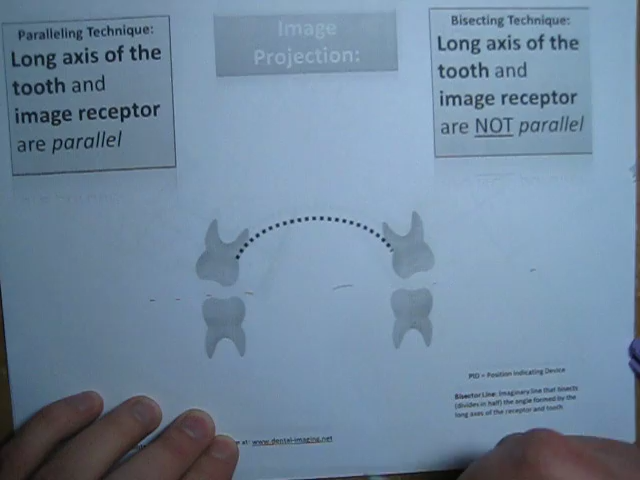 Paralleling Technique:
Long axis of the
tooth and
image receptor
are parallel
Image
Projection:
Bisecting Technique:
Long axis of the
tooth and
image receptor
are NOT parallel
PID = Position Indicating Device
Bisector Line: Imaginary line that bisects
(divides in half) the angle formed by the
long axes of the receptor and tooth
at: www.dental-imaging.net